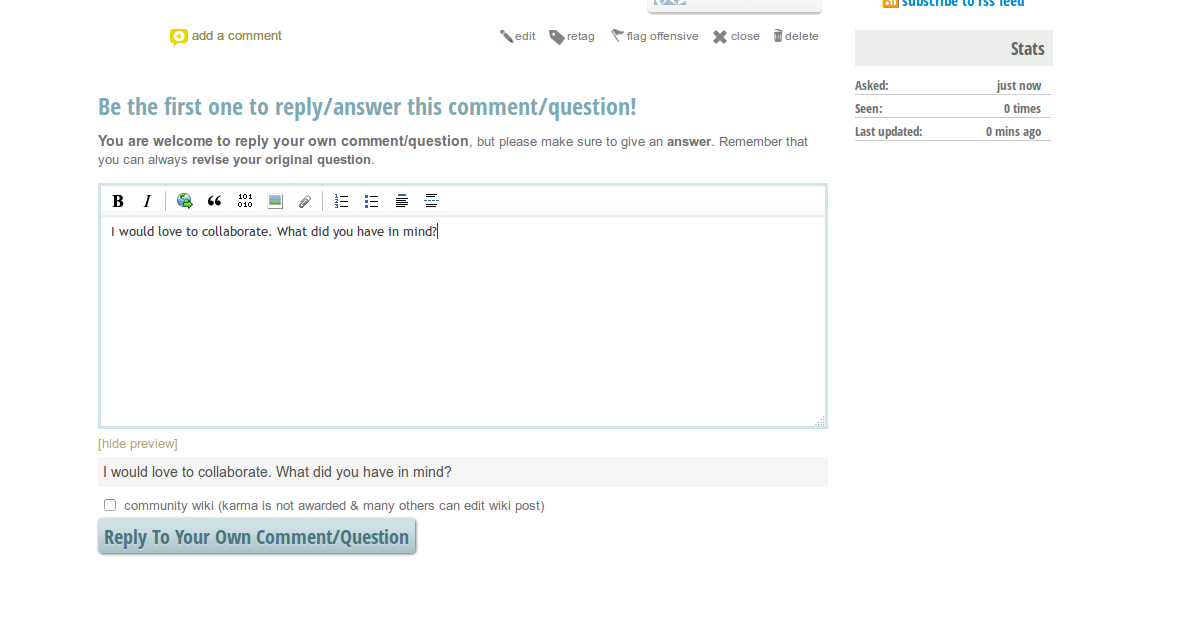 subscribe to rss feed
add a comment
edit retag flag offensive close delete
Stats
Asked: just now
Seen: 0 times
Last updated: 0 mins ago
Be the first one to reply/answer this comment/question!
You are welcome to reply your own comment/question, but please make sure to give an answer. Remember that
you can always revise your original question.
B I 101
010
I would love to collaborate. What did you have in mind?
[hide preview]
I would love to collaborate. What did you have in mind?
community wiki (karma is not awarded & many others can edit wiki post)
Reply To Your Own Comment/Question